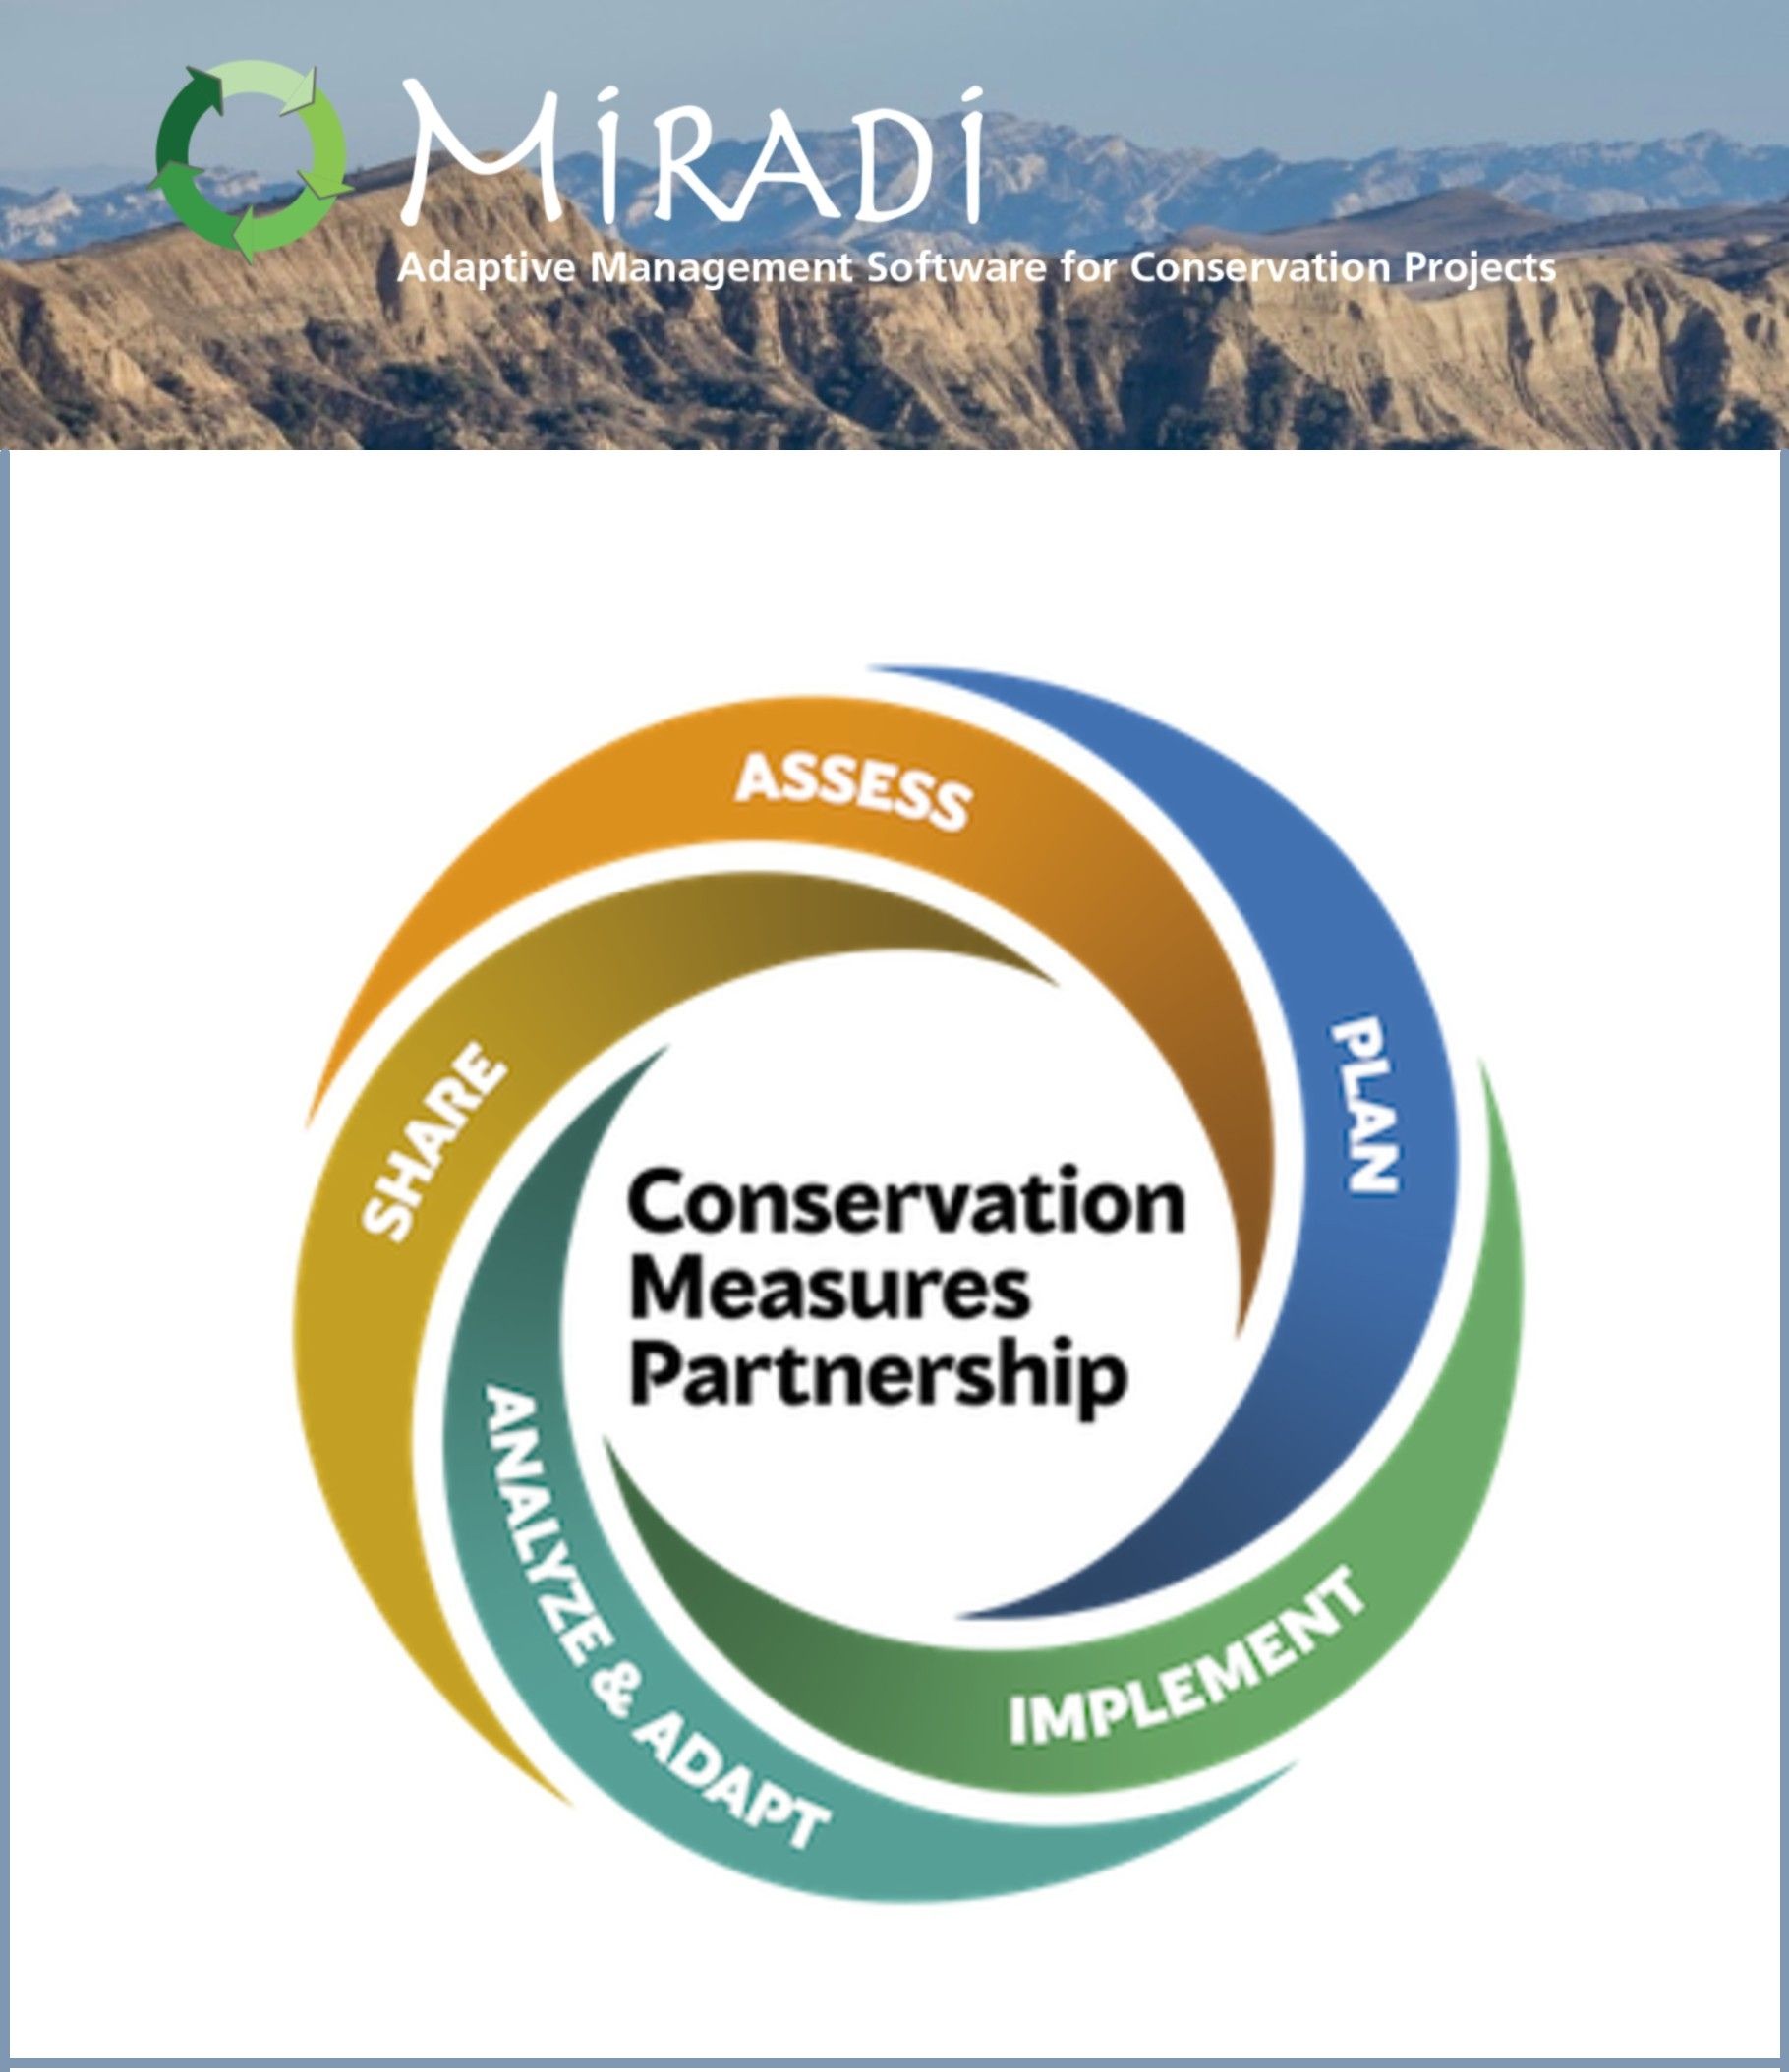 MiRADi
Adaptive Management Software for Conservation Projects
ASSESS
PLAN
SHARE
Conservation
Measures
Partnership
ANALYZE & ADAPT
IMPLEMENT